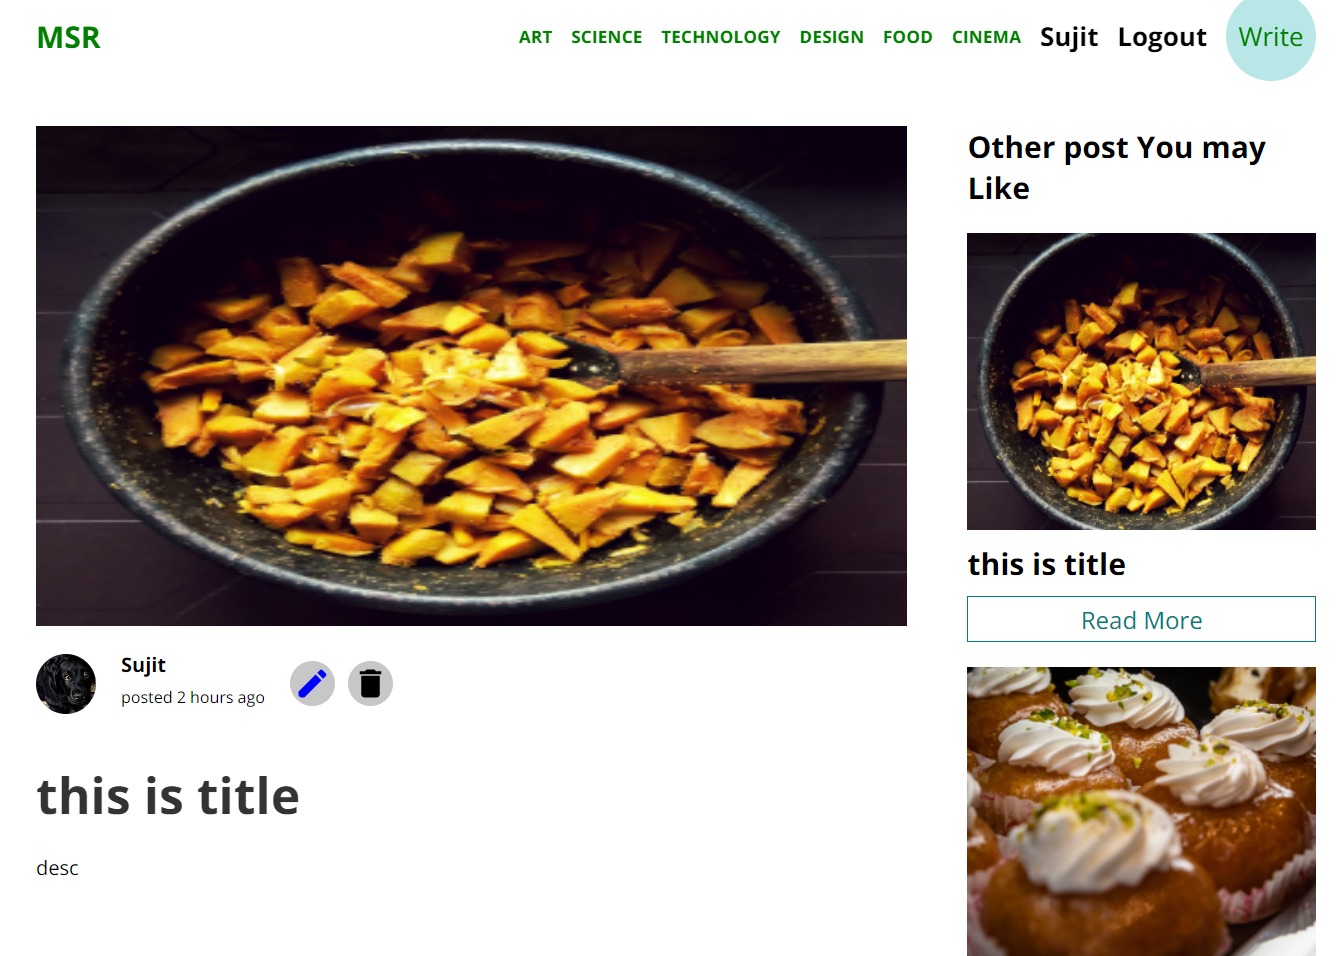 MSR
ART SCIENCE TECHNOLOGY DESIGN FOOD CINEMA Sujit Logout Write
Sujit
posted 2 hours ago
this is title
desc
Other post You may
Like
this is title
Read More